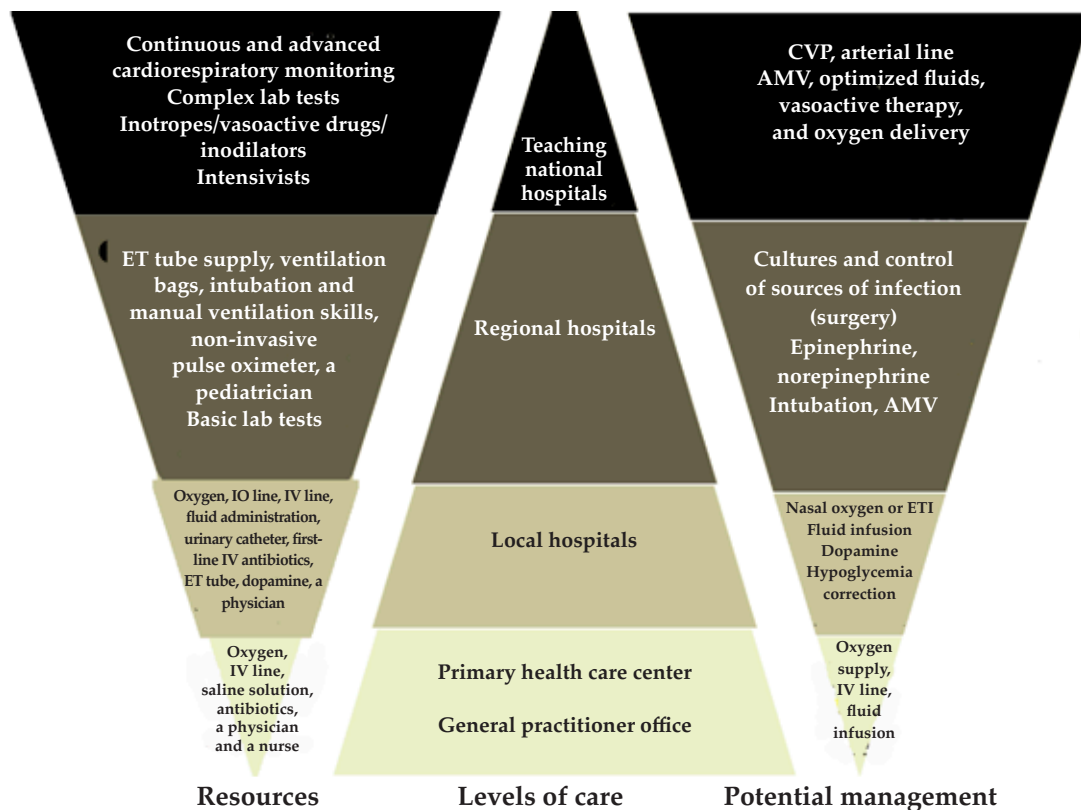 Continuous and advanced
cardiorespiratory monitoring
Complex lab tests
Inotropes/vasoactive drugs/
inodilators
Intensivists
Teaching
national
hospitals
CVP, arterial line
AMV, optimized fluids,
vasoactive therapy,
and oxygen delivery
ET tube supply, ventilation
bags, intubation and
manual ventilation skills,
non-invasive
pulse oximeter, a
pediatrician
Basic lab tests
Regional hospitals
Cultures and control
of sources of infection
(surgery)
Epinephrine,
norepinephrine
Intubation, AMV
Oxygen, IO line, IV line,
fluid administration,
urinary catheter, first-
line IV antibiotics,
ET tube, dopamine, a
physician
Local hospitals
Nasal oxygen or ETI
Fluid infusion
Dopamine
Hypoglycemia
correction
Oxygen,
IV line,
saline solution,
antibiotics,
a physician
and a nurse
Primary health care center
General practitioner office
Oxygen
supply,
IV line,
fluid
infusion
Resources
Levels of care
Potential management